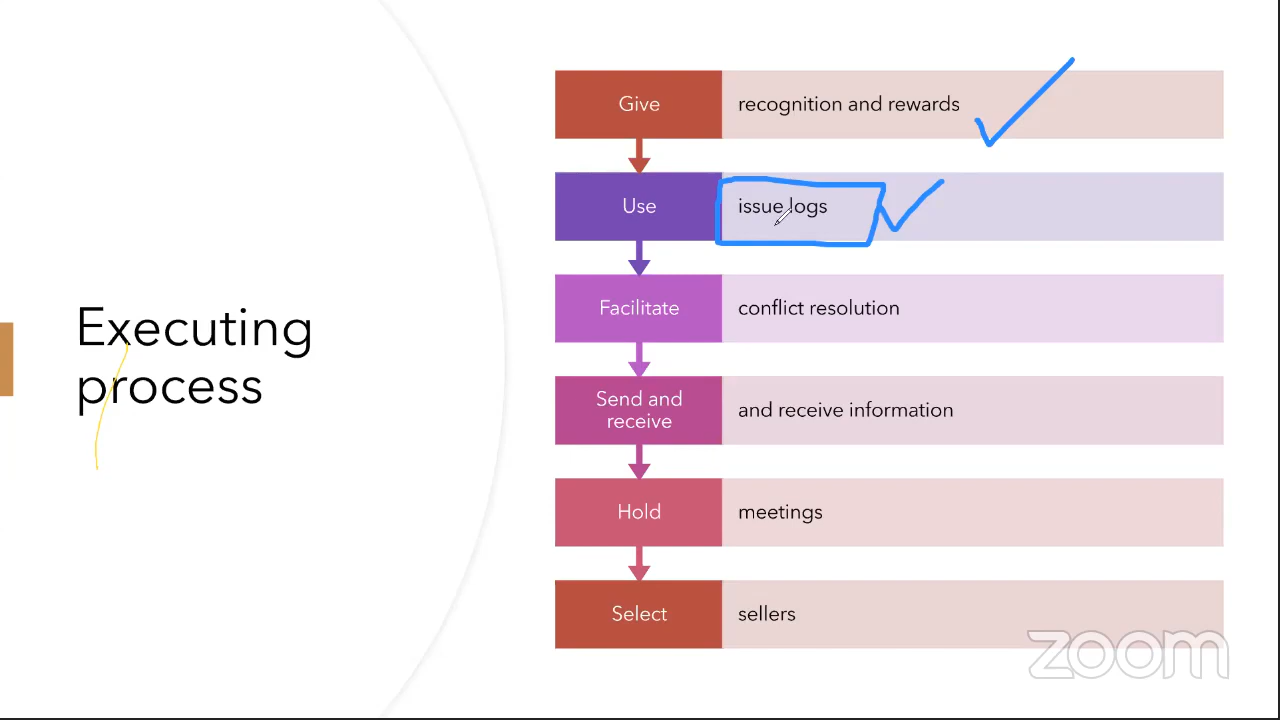 Executing
process
Give
recognition and rewards
Use
issue logs
Facilitate
conflict resolution
Send and
receive
and receive information
Hold
meetings
Select
sellers
zoom